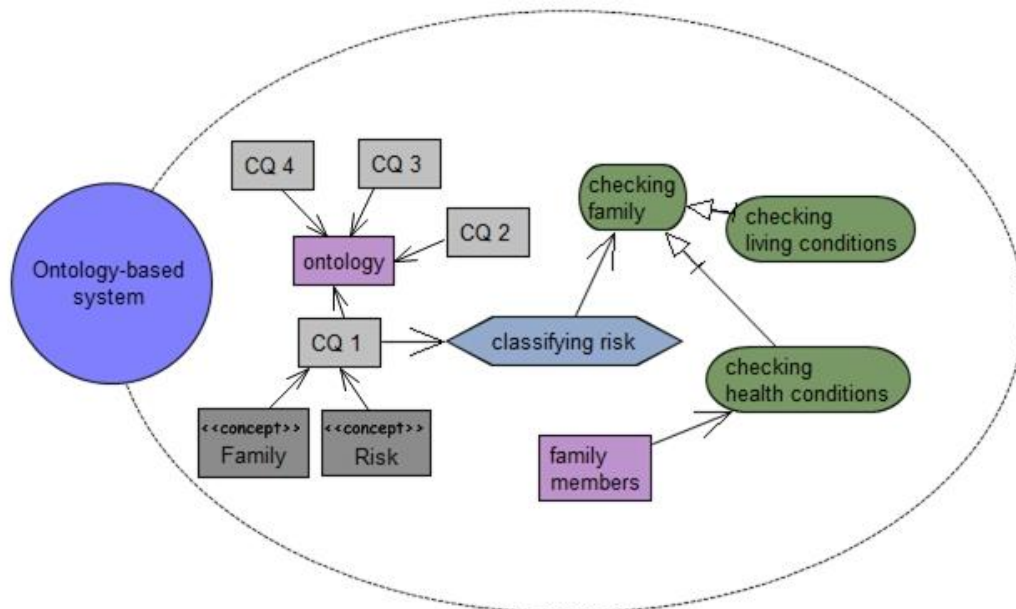 CQ 4
CQ 3
CQ 2
ontology
Ontology-based
system
CQ 1
classifying risk
checking
family
checking
living conditions
checking
health conditions
<<concept>>
Family
<<concept>>
Risk
family
members